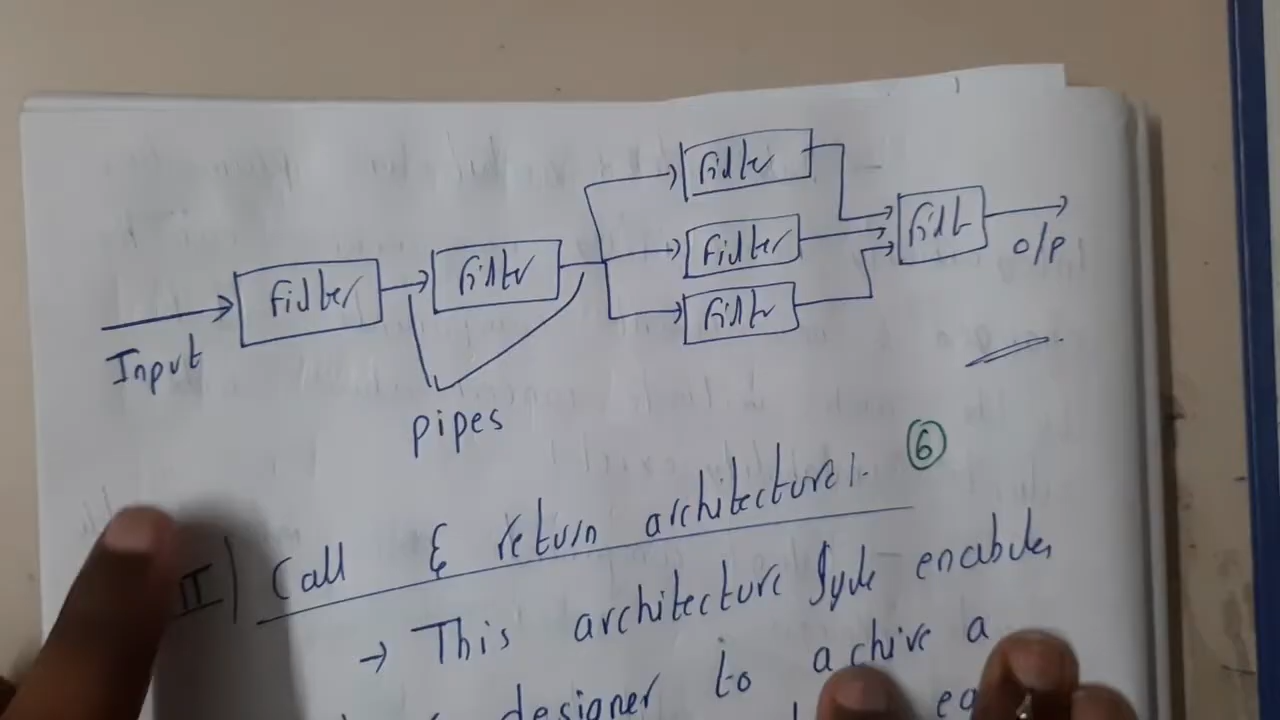 Filter
Filter
Filter
Filter
Filter
Filt
O/P
Input
Pipes
6
II) Call & return architecture:-
→ This architecture style enables
designer to achive a